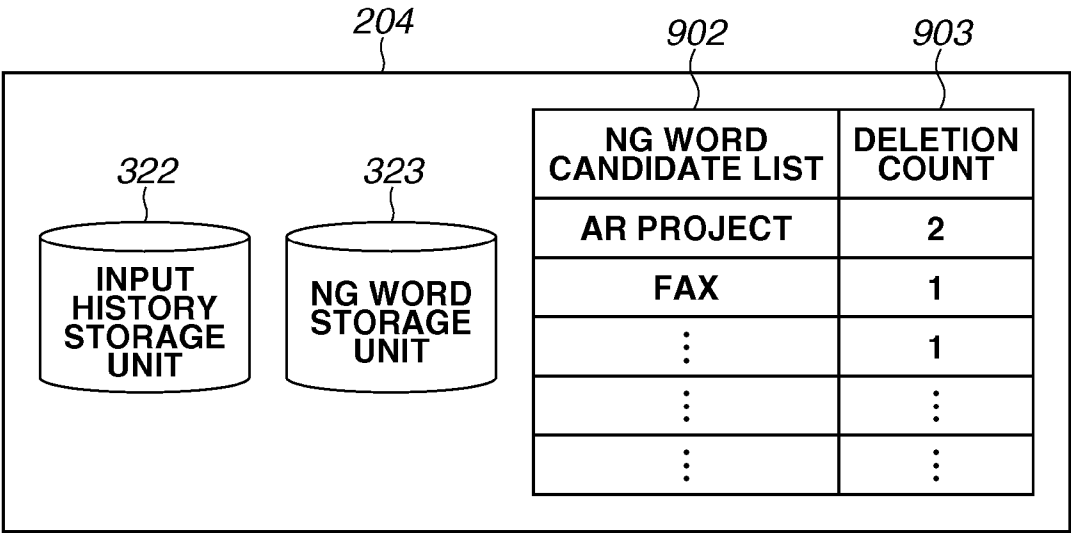 204
902
903
322
323
INPUT
HISTORY
STORAGE
UNIT
NG WORD
STORAGE
UNIT
NG WORD
CANDIDATE LIST
DELETION
COUNT
AR PROJECT
2
FAX
1
⋮
1
⋮
⋮
⋮
⋮